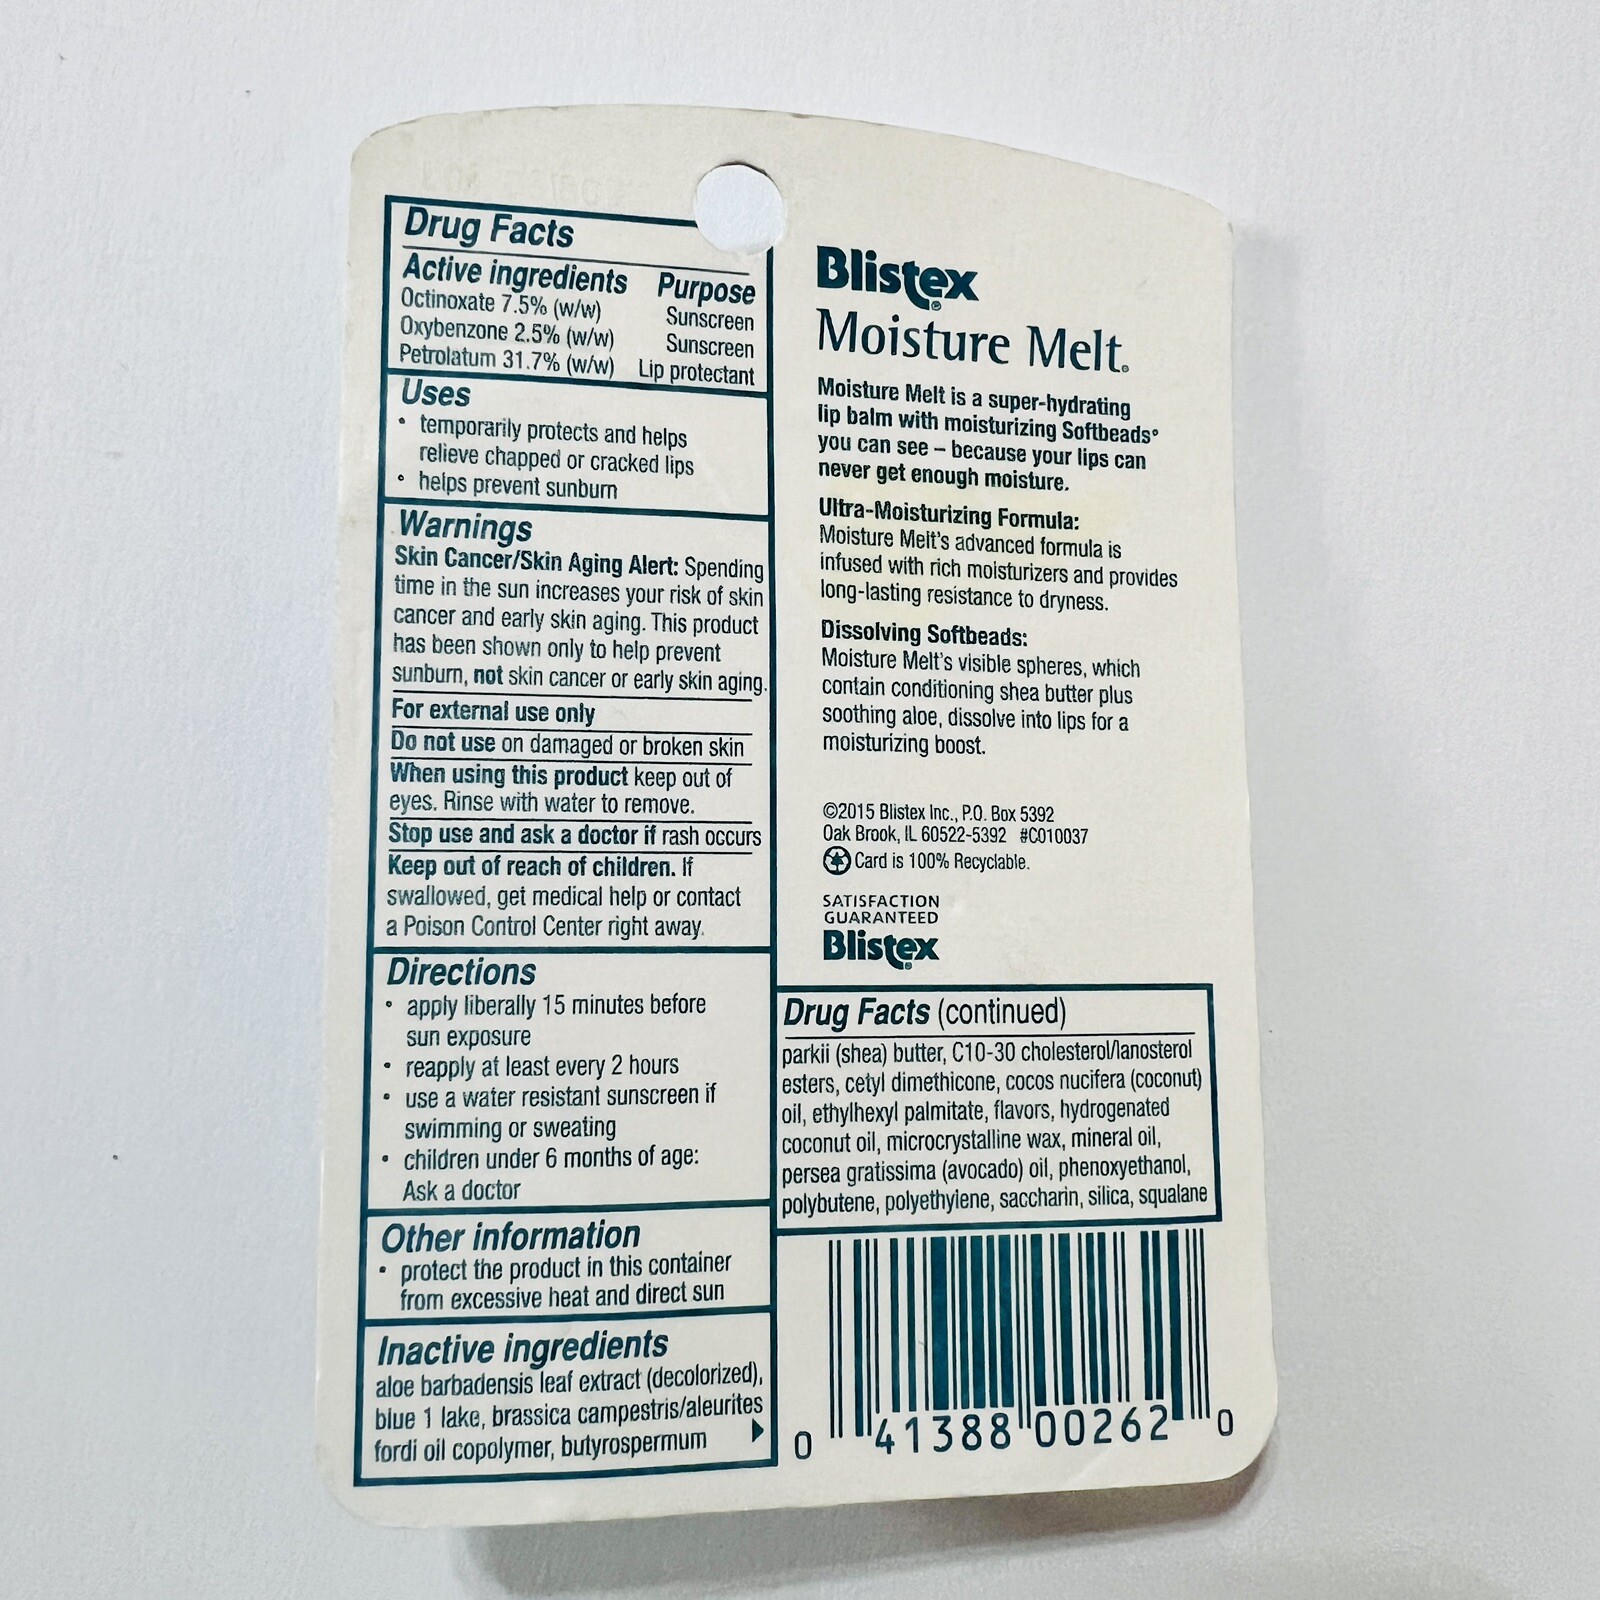 Drug Facts
Active ingredients Purpose
Octinoxate 7.5% (w/w) Sunscreen
Oxybenzone 2.5% (w/w) Sunscreen
Petrolatum 31.7% (w/w) Lip protectant
Uses
• temporarily protects and helps
relieve chapped or cracked lips
• helps prevent sunburn
Warnings
Skin Cancer/Skin Aging Alert: Spending
time in the sun increases your risk of skin
cancer and early skin aging. This product
has been shown only to help prevent
sunburn, not skin cancer or early skin aging.
For external use only
Do not use on damaged or broken skin
When using this product keep out of
eyes. Rinse with water to remove.
Stop use and ask a doctor if rash occurs
Keep out of reach of children. If
swallowed, get medical help or contact
a Poison Control Center right away.
Directions
• apply liberally 15 minutes before
sun exposure
• reapply at least every 2 hours
• use a water resistant sunscreen if
swimming or sweating
• children under 6 months of age:
Ask a doctor
Other information
• protect the product in this container
from excessive heat and direct sun
Inactive ingredients
aloe barbadensis leaf extract (decolorized),
blue 1 lake, brassica campestris/aleurites
fordi oil copolymer, butyrospermum
Blistex®
Moisture Melt®
Moisture Melt is a super-hydrating
lip balm with moisturizing Softbeads®
you can see – because your lips can
never get enough moisture.
Ultra-Moisturizing Formula:
Moisture Melt's advanced formula is
infused with rich moisturizers and provides
long-lasting resistance to dryness.
Dissolving Softbeads:
Moisture Melt's visible spheres, which
contain conditioning shea butter plus
soothing aloe, dissolve into lips for a
moisturizing boost.
©2015 Blistex Inc., P.O. Box 5392
Oak Brook, IL 60522-5392 #C010037
Card is 100% Recyclable.
SATISFACTION
GUARANTEED
Blistex®
Drug Facts (continued)
parkii (shea) butter, C10-30 cholesterol/lanosterol
esters, cetyl dimethicone, cocos nucifera (coconut)
oil, ethylhexyl palmitate, flavors, hydrogenated
coconut oil, microcrystalline wax, mineral oil,
persea gratissima (avocado) oil, phenoxyethanol,
polybutene, polyethylene, saccharin, silica, squalane
0 41388 00262 0